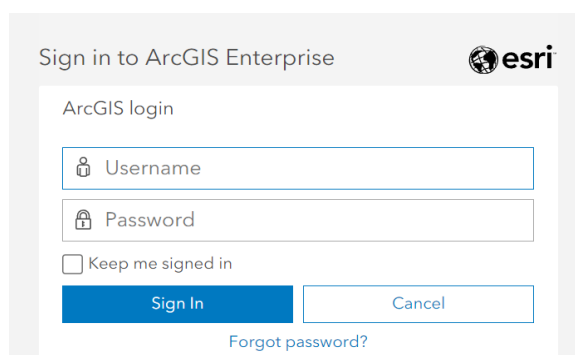 Sign in to ArcGIS Enterprise
esri
ArcGIS login
Username
Password
Keep me signed in
Sign In
Cancel
Forgot password?